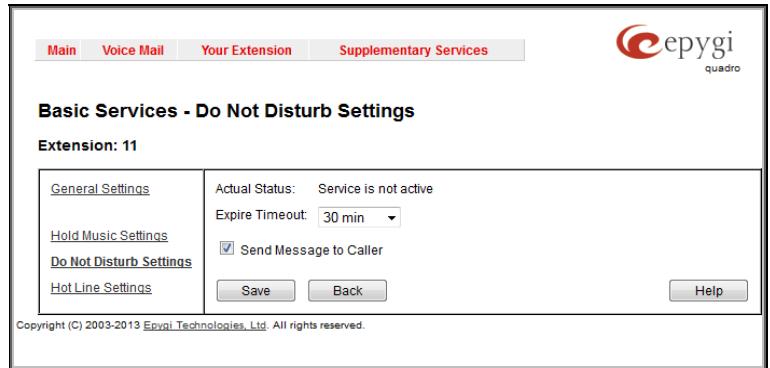 Main Voice Mail Your Extension Supplementary Services
epygi
quadro
Basic Services - Do Not Disturb Settings
Extension: 11
General Settings
Hold Music Settings
Do Not Disturb Settings
Hot Line Settings
Actual Status: Service is not active
Expire Timeout: 30 min
Send Message to Caller
Save Back Help
Copyright (C) 2003-2013 Epygi Technologies, Ltd. All rights reserved.